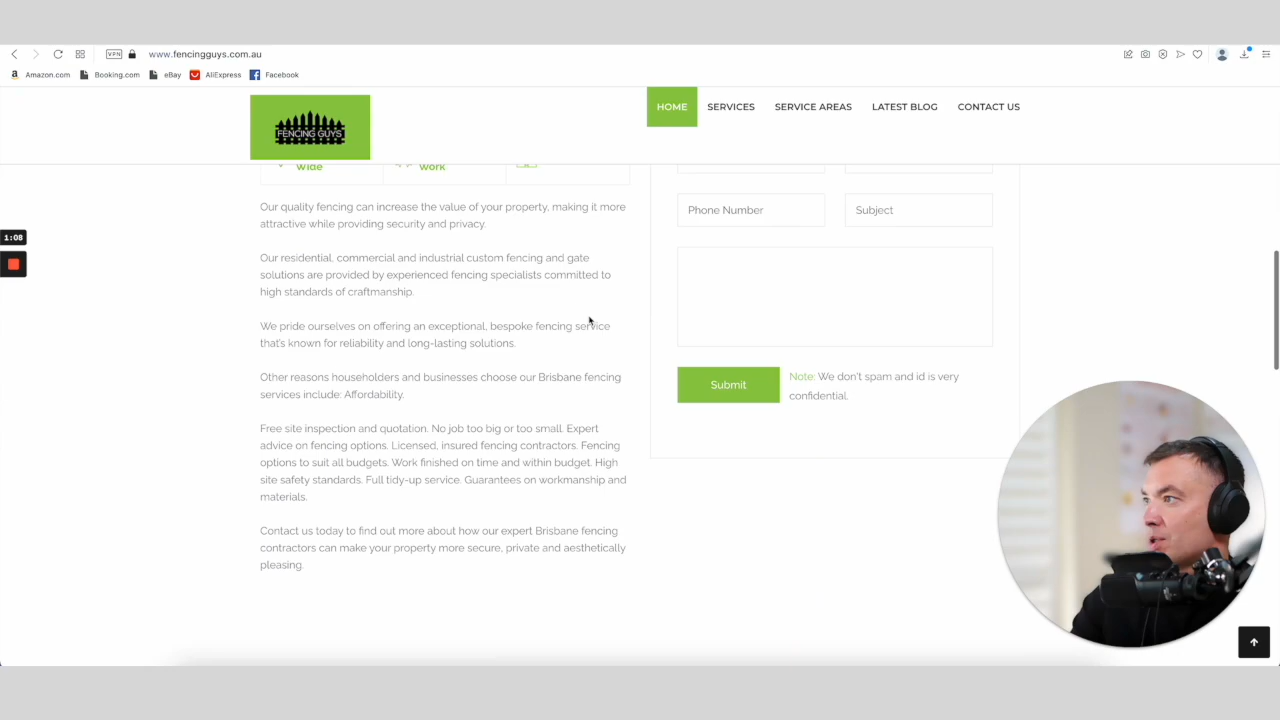 VPN
www.fencingguys.com.au
Amazon.com
Booking.com
eBay
AliExpress
Facebook
FENCING GUYS
HOME
SERVICES
SERVICE AREAS
LATEST BLOG
CONTACT US
Wide
Work
Our quality fencing can increase the value of your property, making it more
attractive while providing security and privacy.
Our residential, commercial and industrial custom fencing and gate
solutions are provided by experienced fencing specialists committed to
high standards of craftmanship.
We pride ourselves on offering an exceptional, bespoke fencing service
that's known for reliability and long-lasting solutions.
Other reasons householders and businesses choose our Brisbane fencing
services include: Affordability.
Free site inspection and quotation. No job too big or too small. Expert
advice on fencing options. Licensed, insured fencing contractors. Fencing
options to suit all budgets. Work finished on time and within budget. High
site safety standards. Full tidy-up service. Guarantees on workmanship and
materials.
Contact us today to find out more about how our expert Brisbane fencing
contractors can make your property more secure, private and aesthetically
pleasing.
Phone Number
Subject
Submit
Note: We don't spam and id is very
confidential.
1:08